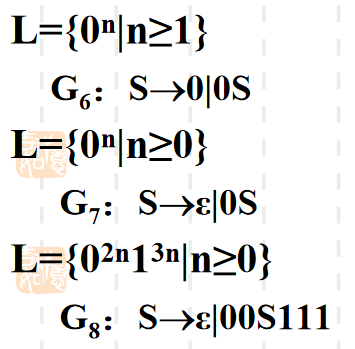 L={0ⁿ|n≥1}
G₆：S→0|0S
L={0ⁿ|n≥0}
G₇：S→ε|0S
L={0²ⁿ1³ⁿ|n≥0}
G₈：S→ε|00S111